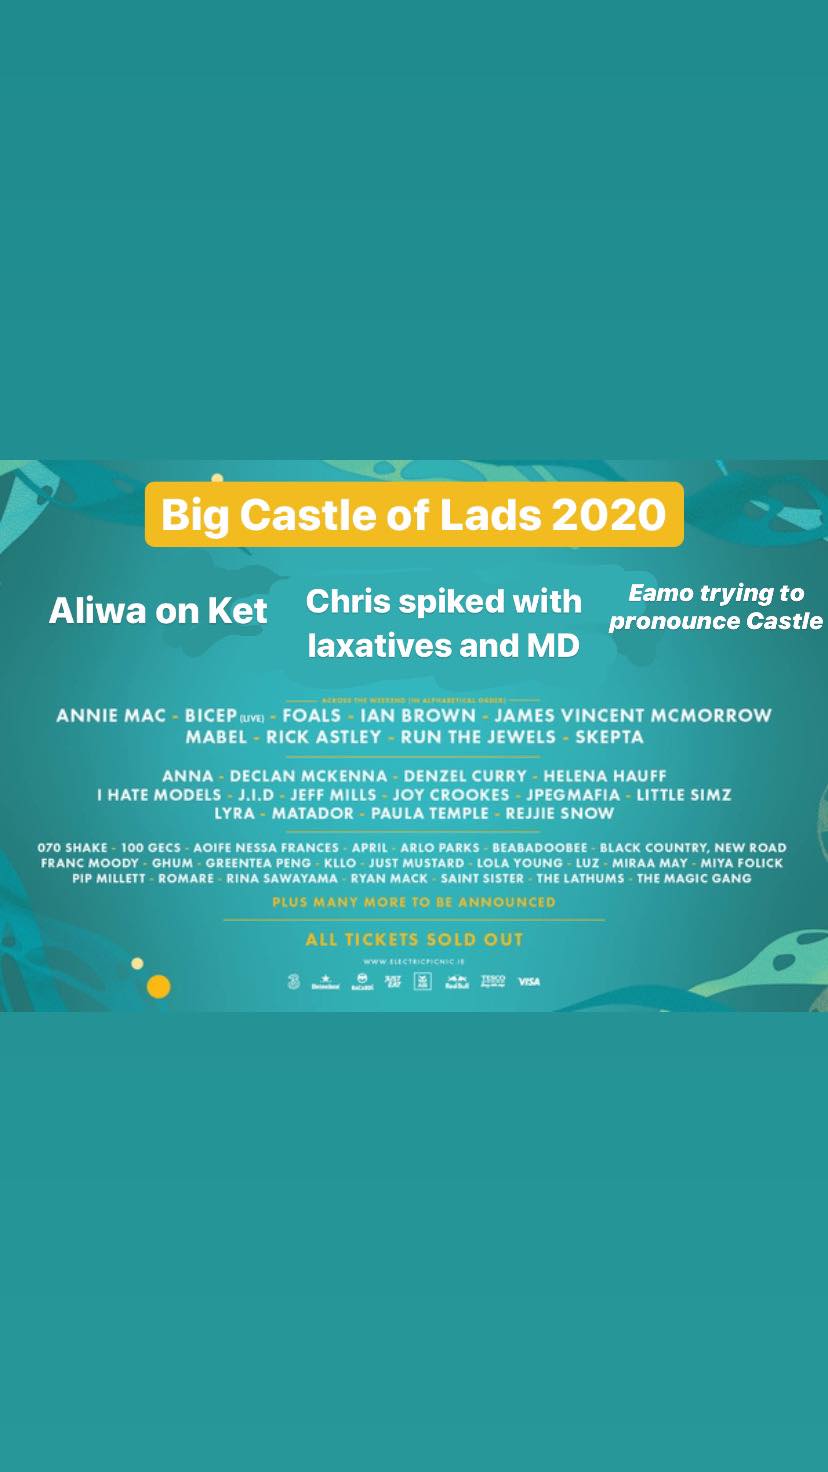 Big Castle of Lads 2020
Aliwa on Ket
Chris spiked with
laxatives and MD
Eamo trying to
pronounce Castle
ACROSS THE WEEKEND (IN ALPHABETICAL ORDER)
ANNIE MAC - BICEP (LIVE) - FOALS - IAN BROWN - JAMES VINCENT MCMORROW
MABEL - RICK ASTLEY - RUN THE JEWELS - SKEPTA
ANNA - DECLAN MCKENNA - DENZEL CURRY - HELENA HAUFF
I HATE MODELS - J.I.D - JEFF MILLS - JOY CROOKES - JPEGMAFIA - LITTLE SIMZ
LYRA - MATADOR - PAULA TEMPLE - REJJIE SNOW
070 SHAKE - 100 GECS - AOIFE NESSA FRANCES - APRIL - ARLO PARKS - BEABADOOBEE - BLACK COUNTRY, NEW ROAD
FRANC MOODY - GHUM - GREENTEA PENG - KLLO - JUST MUSTARD - LOLA YOUNG - LUZ - MIRAA MAY - MIYA FOLICK
PIP MILLETT - ROMARE - RINA SAWAYAMA - RYAN MACK - SAINT SISTER - THE LATHUMS - THE MAGIC GANG
PLUS MANY MORE TO BE ANNOUNCED
ALL TICKETS SOLD OUT
WWW.ELECTRICPICNIC.IE
3 Heineken BACARDI JUST EAT Red Bull TESCO VISA